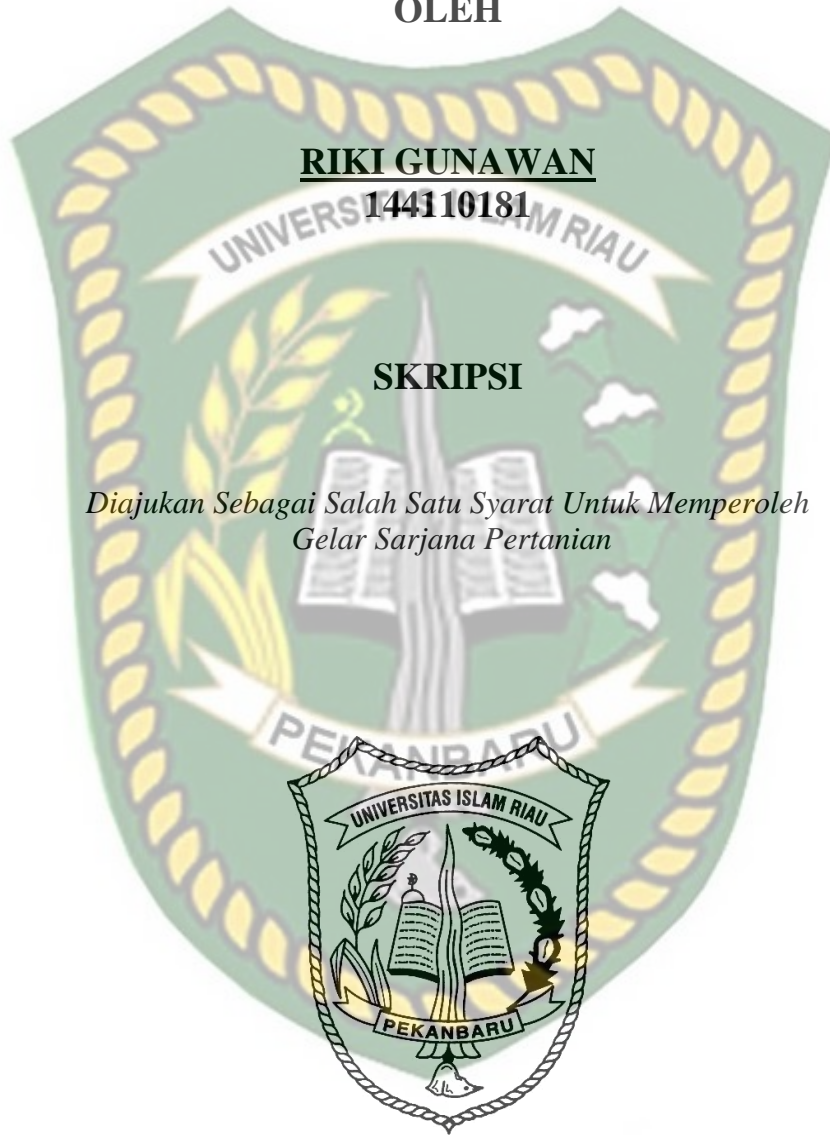 OLEH
RIKI GUNAWAN
144110181
UNIVERSITAS ISLAM RIAU
SKRIPSI
Diajukan Sebagai Salah Satu Syarat Untuk Memperoleh
Gelar Sarjana Pertanian
PEKANBARU
UNIVERSITAS ISLAM RIAU
PEKANBARU